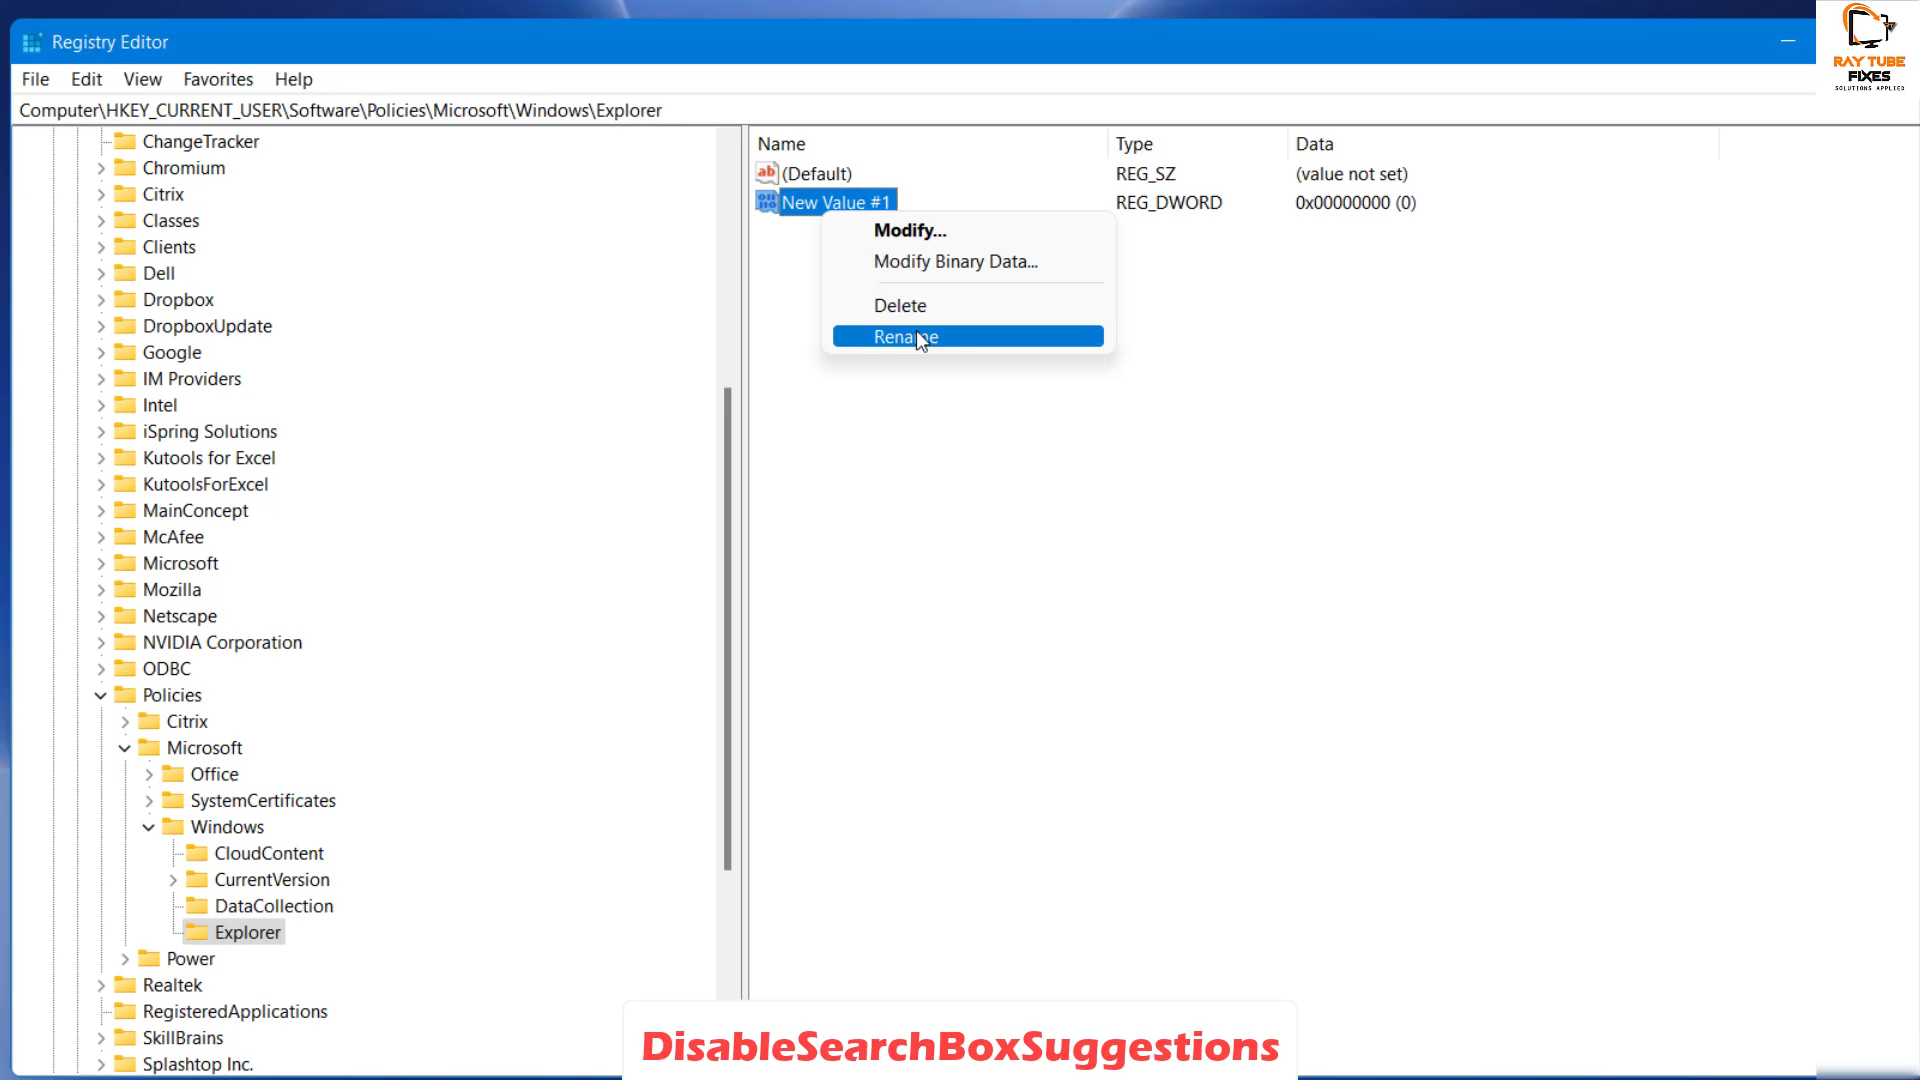 Registry Editor
RAY TUBE
FIXES
SOLUTIONS APPLIED
File Edit View Favorites Help
Computer\HKEY_CURRENT_USER\Software\Policies\Microsoft\Windows\Explorer
ChangeTracker
Chromium
Citrix
Classes
Clients
Dell
Dropbox
DropboxUpdate
Google
IM Providers
Intel
iSpring Solutions
Kutools for Excel
KutoolsForExcel
MainConcept
McAfee
Microsoft
Mozilla
Netscape
NVIDIA Corporation
ODBC
Policies
Citrix
Microsoft
Office
SystemCertificates
Windows
CloudContent
CurrentVersion
DataCollection
Explorer
Power
Realtek
RegisteredApplications
SkillBrains
Splashtop Inc.
Name Type Data
(Default) REG_SZ (value not set)
New Value #1 REG_DWORD 0x00000000 (0)
Modify...
Modify Binary Data...
Delete
Rename
DisableSearchBoxSuggestions